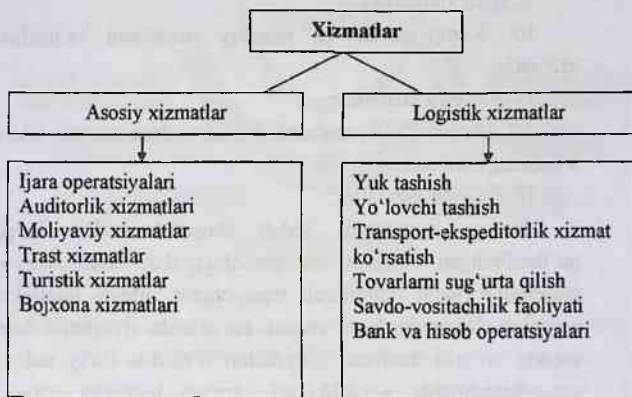 Xizmatlar
Asosiy xizmatlar
Logistik xizmatlar
Ijara operatsiyalari
Auditorlik xizmatlari
Moliyaviy xizmatlar
Trast xizmatlar
Turistik xizmatllar
Bojxona xizmatlari
Yuk tashish
Yo‘lovchi tashish
Transport-ekspeditorlik xizmat
ko‘rsatish
Tovarlarni sug‘urta qilish
Savdo-vositachilik faoliyati
Bank va hisob operatsiyalari